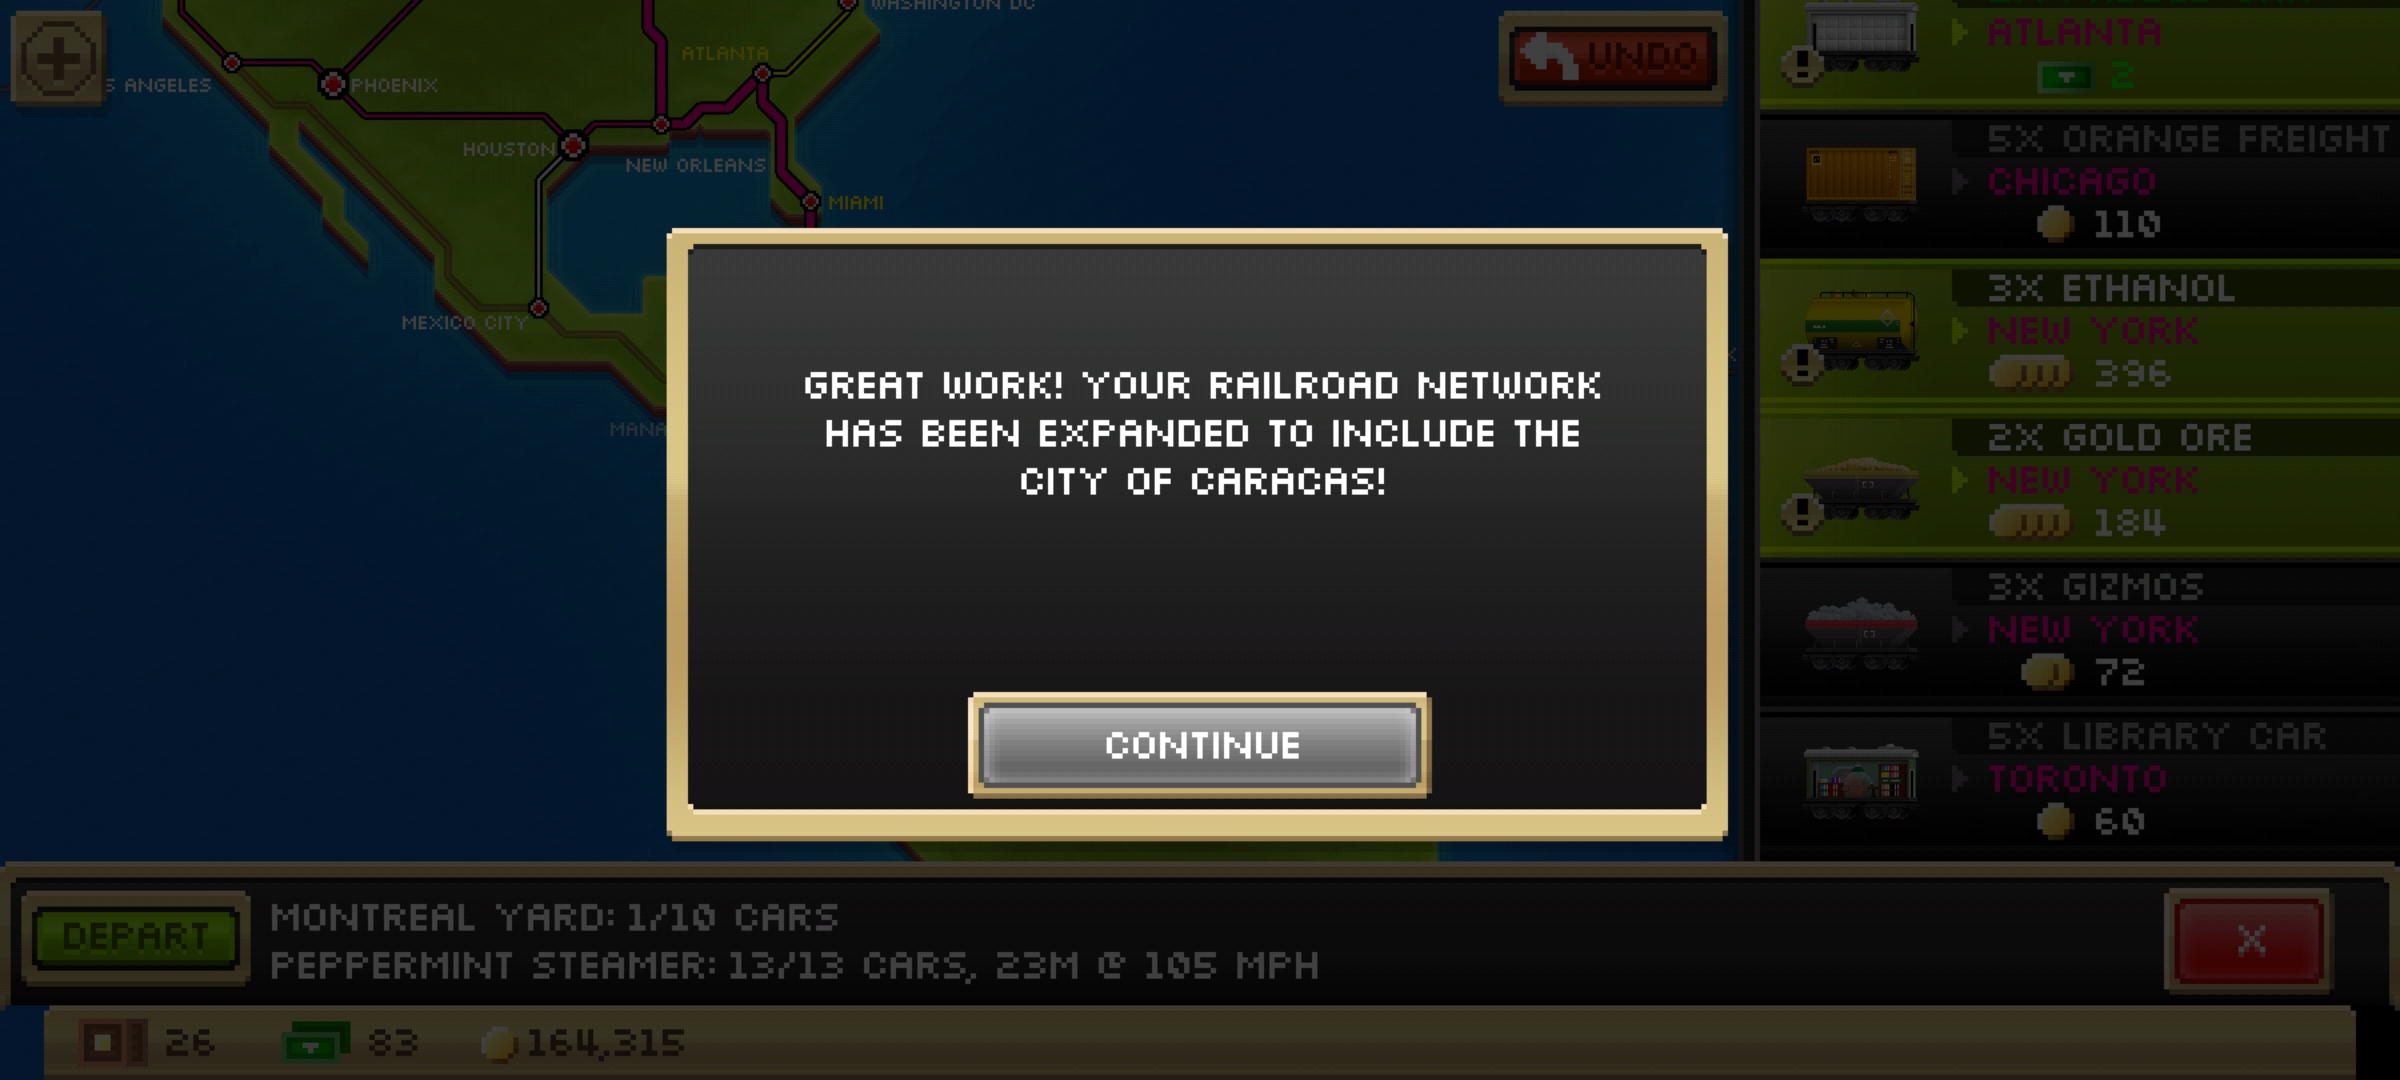 WASHINGTON DC
ATLANTA
S ANGELES
PHOENIX
HOUSTON
NEW ORLEANS
MIAMI
MEXICO CITY
MANA
UNDO
ATLANTA
2
5X ORANGE FREIGHT
CHICAGO
110
3X ETHANOL
NEW YORK
396
2X GOLD ORE
NEW YORK
184
3X GIZMOS
NEW YORK
72
5X LIBRARY CAR
TORONTO
60
GREAT WORK! YOUR RAILROAD NETWORK
HAS BEEN EXPANDED TO INCLUDE THE
CITY OF CARACAS!
CONTINUE
DEPART
MONTREAL YARD: 1/10 CARS
PEPPERMINT STEAMER: 13/13 CARS, 23M @ 105 MPH
X
26
83
164,315